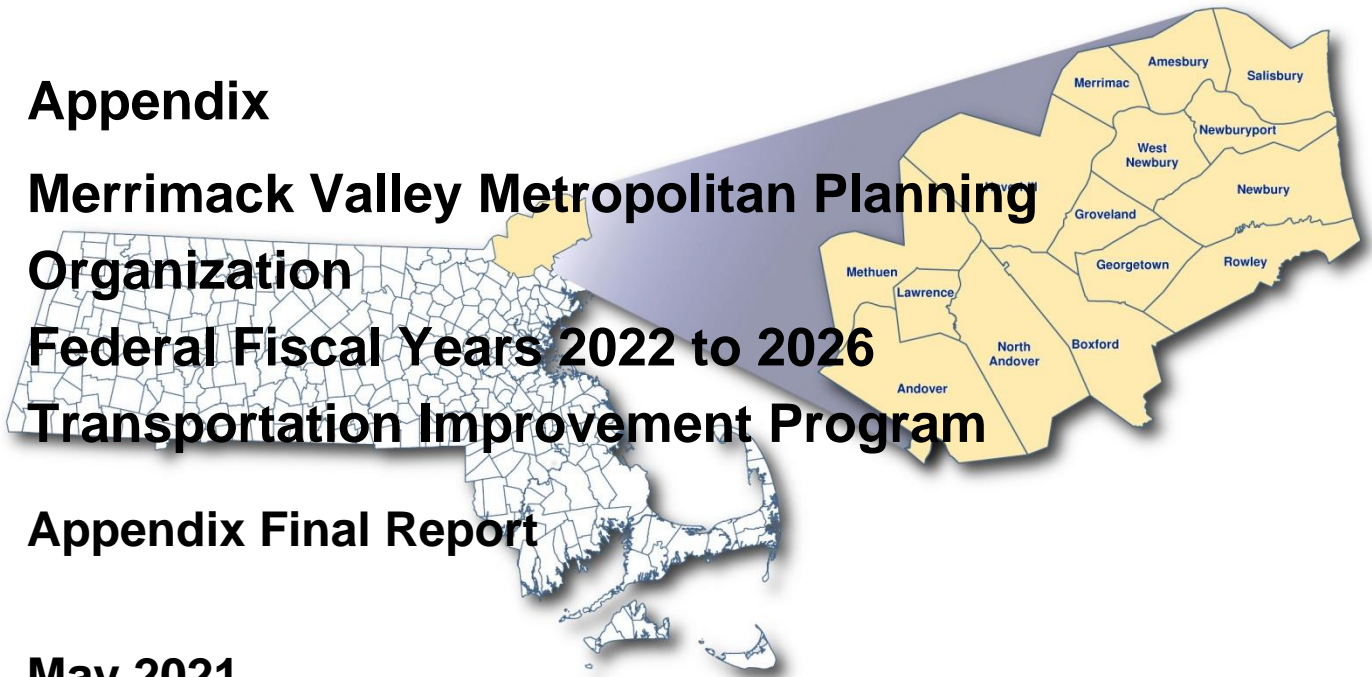 Appendix
Merrimack Valley Metropolitan Planning
Organization
Federal Fiscal Years 2022 to 2026
Transportation Improvement Program
Appendix Final Report
May 2021
Amesbury
Salisbury
Merrimac
Newburyport
West
Newbury
Newbury
Groveland
Georgetown
Rowley
Methuen
Lawrence
North
Andover
Boxford
Andover